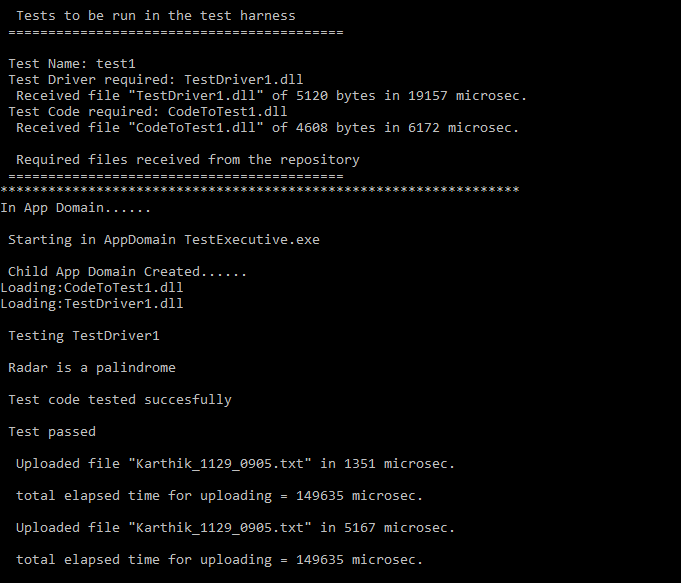 Tests to be run in the test harness
==========================================
Test Name: test1
Test Driver required: TestDriver1.dll
Received file "TestDriver1.dll" of 5120 bytes in 19157 microsec.
Test Code required: CodeToTest1.dll
Received file "CodeToTest1.dll" of 4608 bytes in 6172 microsec.
Required files received from the repository
==========================================
*****************************************************************
In App Domain......
Starting in AppDomain TestExecutive.exe
Child App Domain Created......
Loading:CodeToTest1.dll
Loading:TestDriver1.dll
Testing TestDriver1
Radar is a palindrome
Test code tested succesfully
Test passed
Uploaded file "Karthik_1129_0905.txt" in 1351 microsec.
total elapsed time for uploading = 149635 microsec.
Uploaded file "Karthik_1129_0905.txt" in 5167 microsec.
total elapsed time for uploading = 149635 microsec.